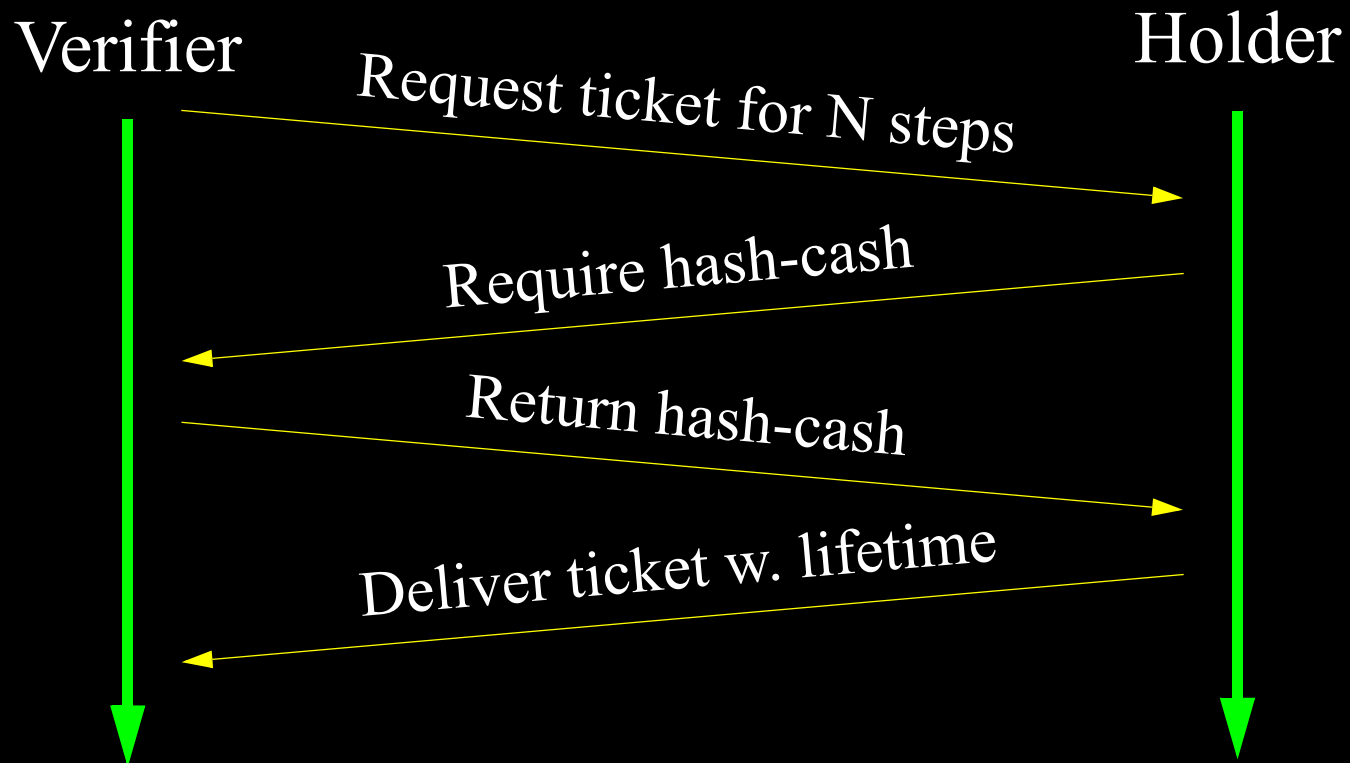 Verifier
Holder
Request ticket for N steps
Require hash-cash
Return hash-cash
Deliver ticket w. lifetime